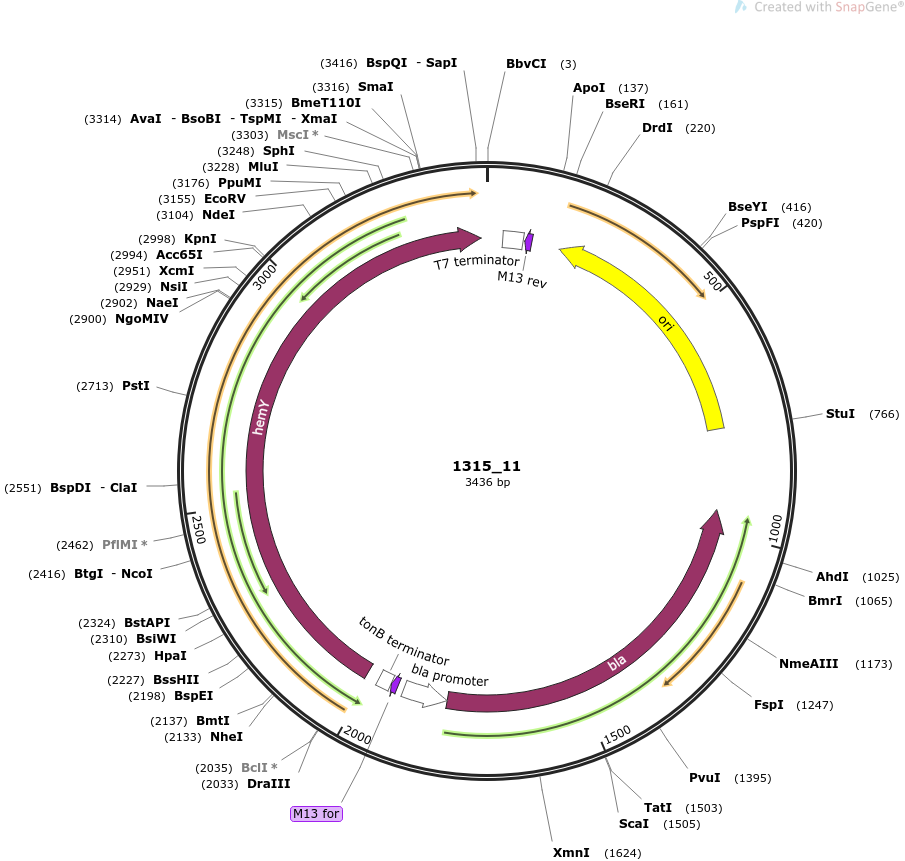 Created with SnapGene®
(3416) BspQI - SapI
BbvCI (3)
(3316) SmaI
ApoI (137)
(3315) BmeT110I
BseRI (161)
(3314) AvaI - BsoBI - TspMI - XmaI
DrdI (220)
(3303) MscI *
(3248) SphI
(3228) MluI
(3176) PpuMI
(3155) EcoRV
BseYI (416)
(3104) NdeI
PspFI (420)
(2998) KpnI
(2994) Acc65I
T7 terminator
(2951) XcmI
M13 rev
3000
500
(2929) NsiI
(2902) NaeI
(2900) NgoMIV
ori
(2713) PstI
StuI (766)
hemY
1315_11
3436 bp
(2551) BspDI - ClaI
2500
1000
(2462) PflMI *
(2416) BtgI - NcoI
AhdI (1025)
BmrI (1065)
(2324) BstAPI
(2310) BsiWI
tonB terminator
(2273) HpaI
bla promoter
bla
NmeAIII (1173)
(2227) BssHII
(2198) BspEI
FspI (1247)
(2137) BmtI
(2133) NheI
2000
1500
(2035) BclI *
(2033) DraIII
PvuI (1395)
M13 for
TatI (1503)
ScaI (1505)
XmnI (1624)